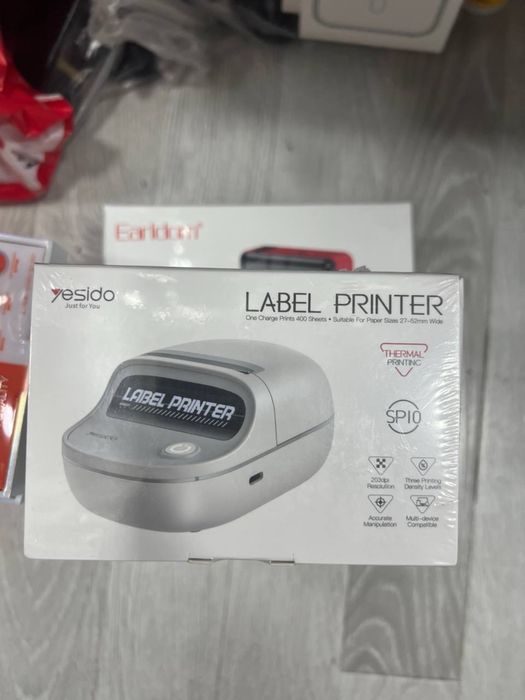 Earldom
yesido
Just for You
LABEL PRINTER
One Charge Prints 400 Sheets • Suitable For Paper Sizes 27-52mm Wide
THERMAL
PRINTING
LABEL PRINTER
yesido
SP10
203dpi
Resolution
Three Printing
Density Levels
Accurate
Manipulation
Multi-device
Compatible